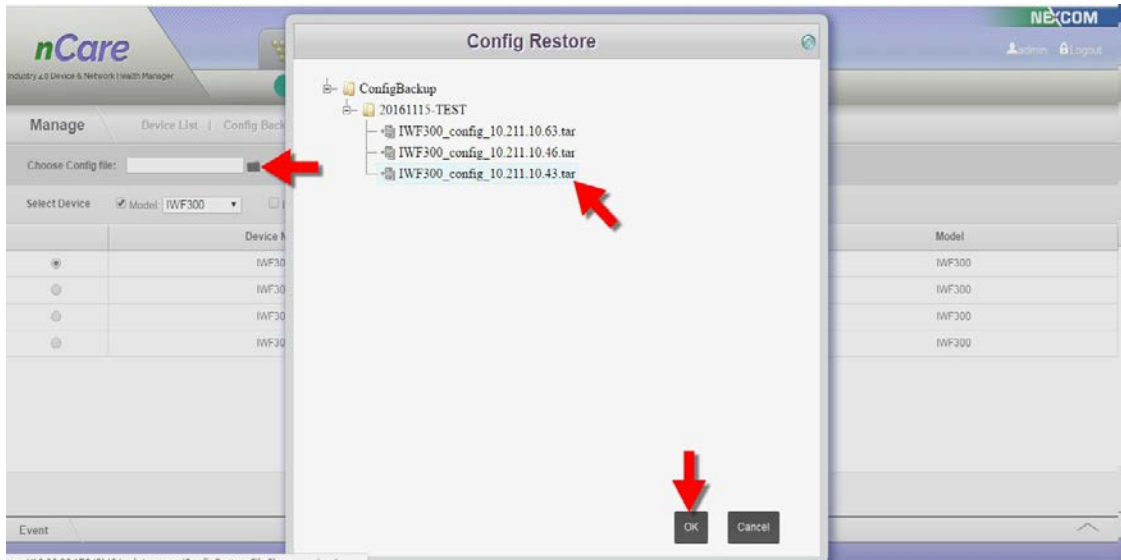 NEXCOM
nCare
Industry 4.0 Device & Network Health Manager
admin Logout
Config Restore
Manage Device List | Config Back
Choose Config file:
Select Device Model: IWF300
Device N Model
IWF30 IWF300
IWF30 IWF300
IWF30 IWF300
IWF30 IWF300
ConfigBackup
20161115-TEST
IWF300_config_10.211.10.63.tar
IWF300_config_10.211.10.46.tar
IWF300_config_10.211.10.43.tar
OK Cancel
Event